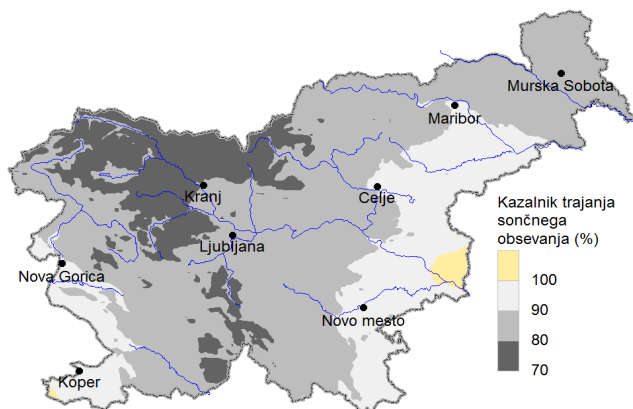 Murska Sobota
Maribor
Kranj
Celje
Ljubljana
Nova Gorica
Novo mesto
Koper
Kazalnik trajanja
sončnega
obsevanja (%)
100
90
80
70